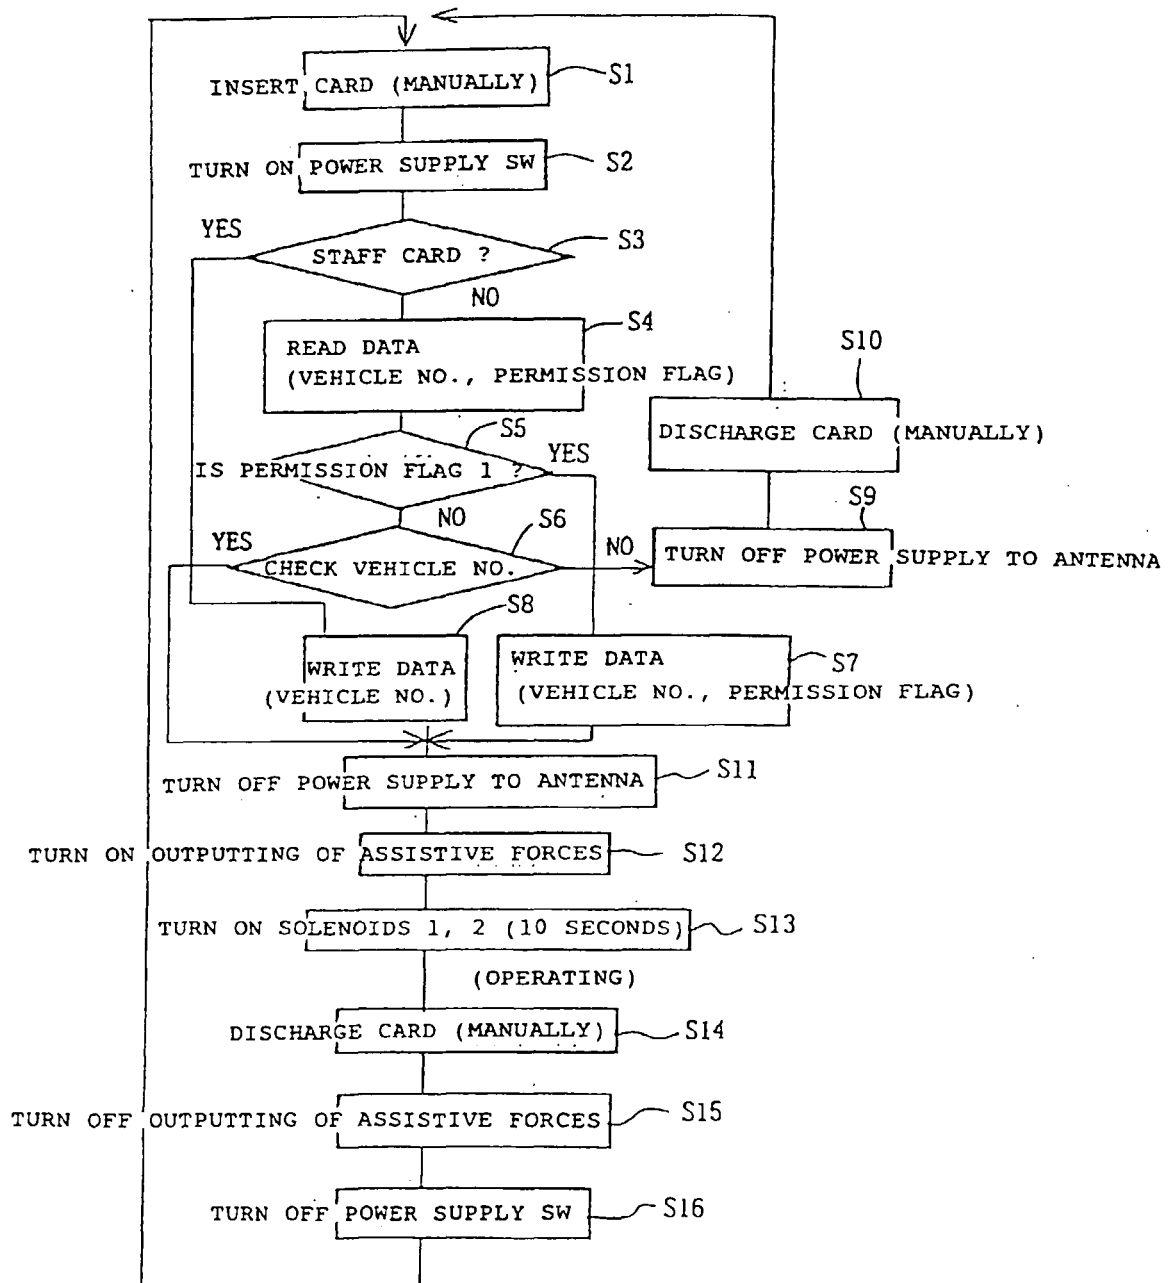 INSERT CARD (MANUALLY)
S1
TURN ON POWER SUPPLY SW
S2
YES
STAFF CARD ?
S3
NO
READ DATA
(VEHICLE NO., PERMISSION FLAG)
S4
S10
DISCHARGE CARD (MANUALLY)
S5
IS PERMISSION FLAG 1 ?
YES
NO
S9
TURN OFF POWER SUPPLY TO ANTENNA
YES
S6
CHECK VEHICLE NO.
NO
S8
WRITE DATA
(VEHICLE NO.)
WRITE DATA
(VEHICLE NO., PERMISSION FLAG)
S7
TURN OFF POWER SUPPLY TO ANTENNA
S11
TURN ON OUTPUTTING OF ASSISTIVE FORCES
S12
TURN ON SOLENOIDS 1, 2 (10 SECONDS)
S13
(OPERATING)
DISCHARGE CARD (MANUALLY)
S14
TURN OFF OUTPUTTING OF ASSISTIVE FORCES
S15
TURN OFF POWER SUPPLY SW
S16